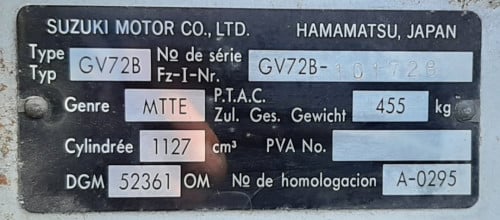 SUZUKI MOTOR CO., LTD. HAMAMATSU, JAPAN
Type Typ GV72B No de série Fz-I-Nr. GV72B-101728
Genre MTTE P.T.A.C. Zul. Ges. Gewicht 455 kg
Cylindrée 1127 cm³ PVA No.
DGM 52361 OM No de homologacion A-0295